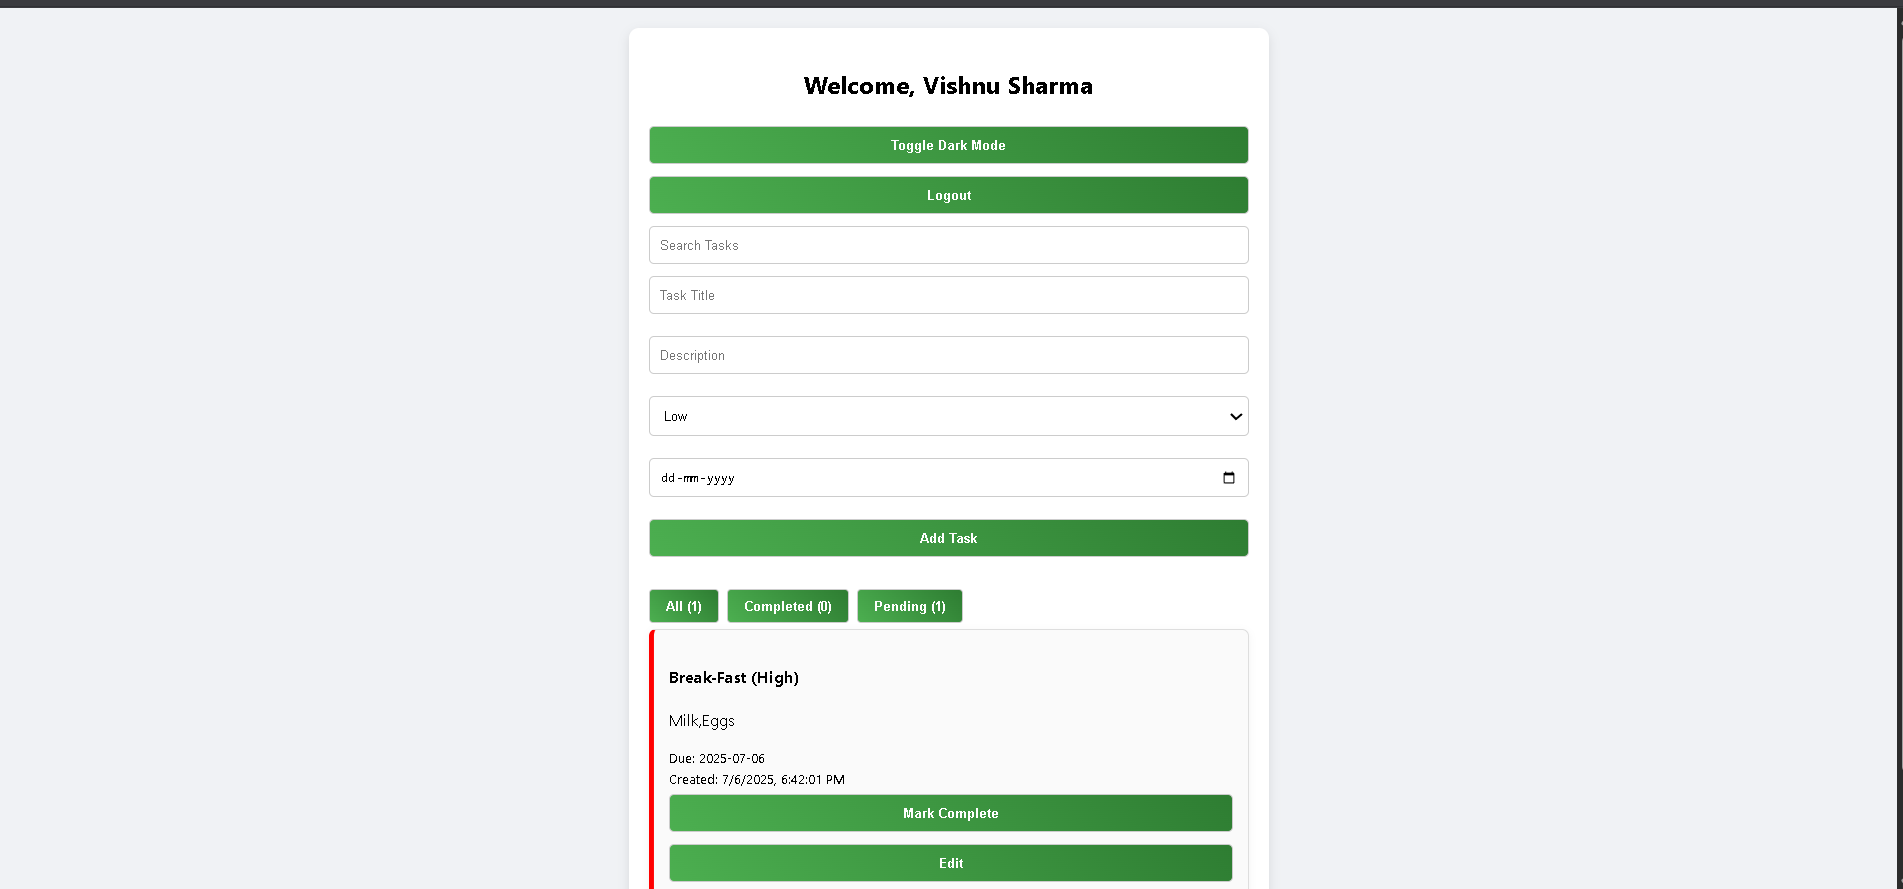 Welcome, Vishnu Sharma
Toggle Dark Mode
Logout
Search Tasks
Task Title
Description
Low
dd-mm-yyyy
Add Task
All (1) Completed (0) Pending (1)
Break-Fast (High)
Milk,Eggs
Due: 2025-07-06
Created: 7/6/2025, 6:42:01 PM
Mark Complete
Edit